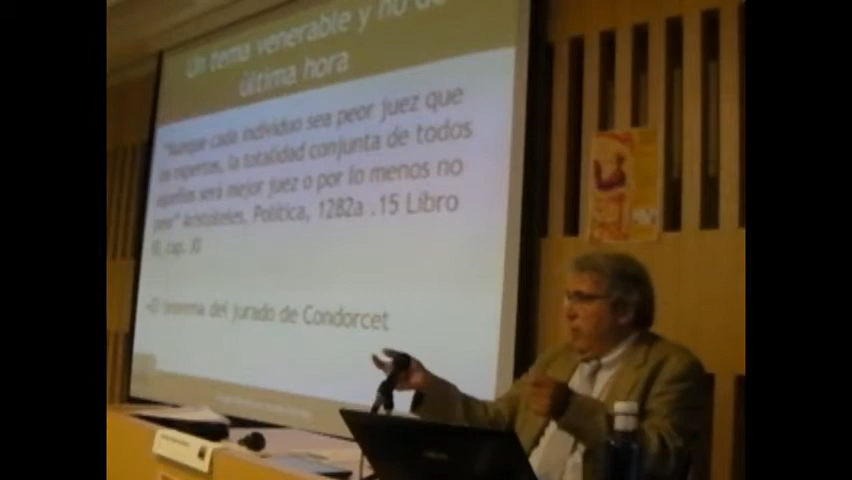 Un tema venerable y no de
última hora
"Aunque cada individuo sea peor juez que
los expertos, la totalidad conjunta de todos
aquellos será mejor juez o por lo menos no
peor" Aristóteles. Política, 1282a .15 Libro
III, cap. XI
-El teorema del jurado de Condorcet